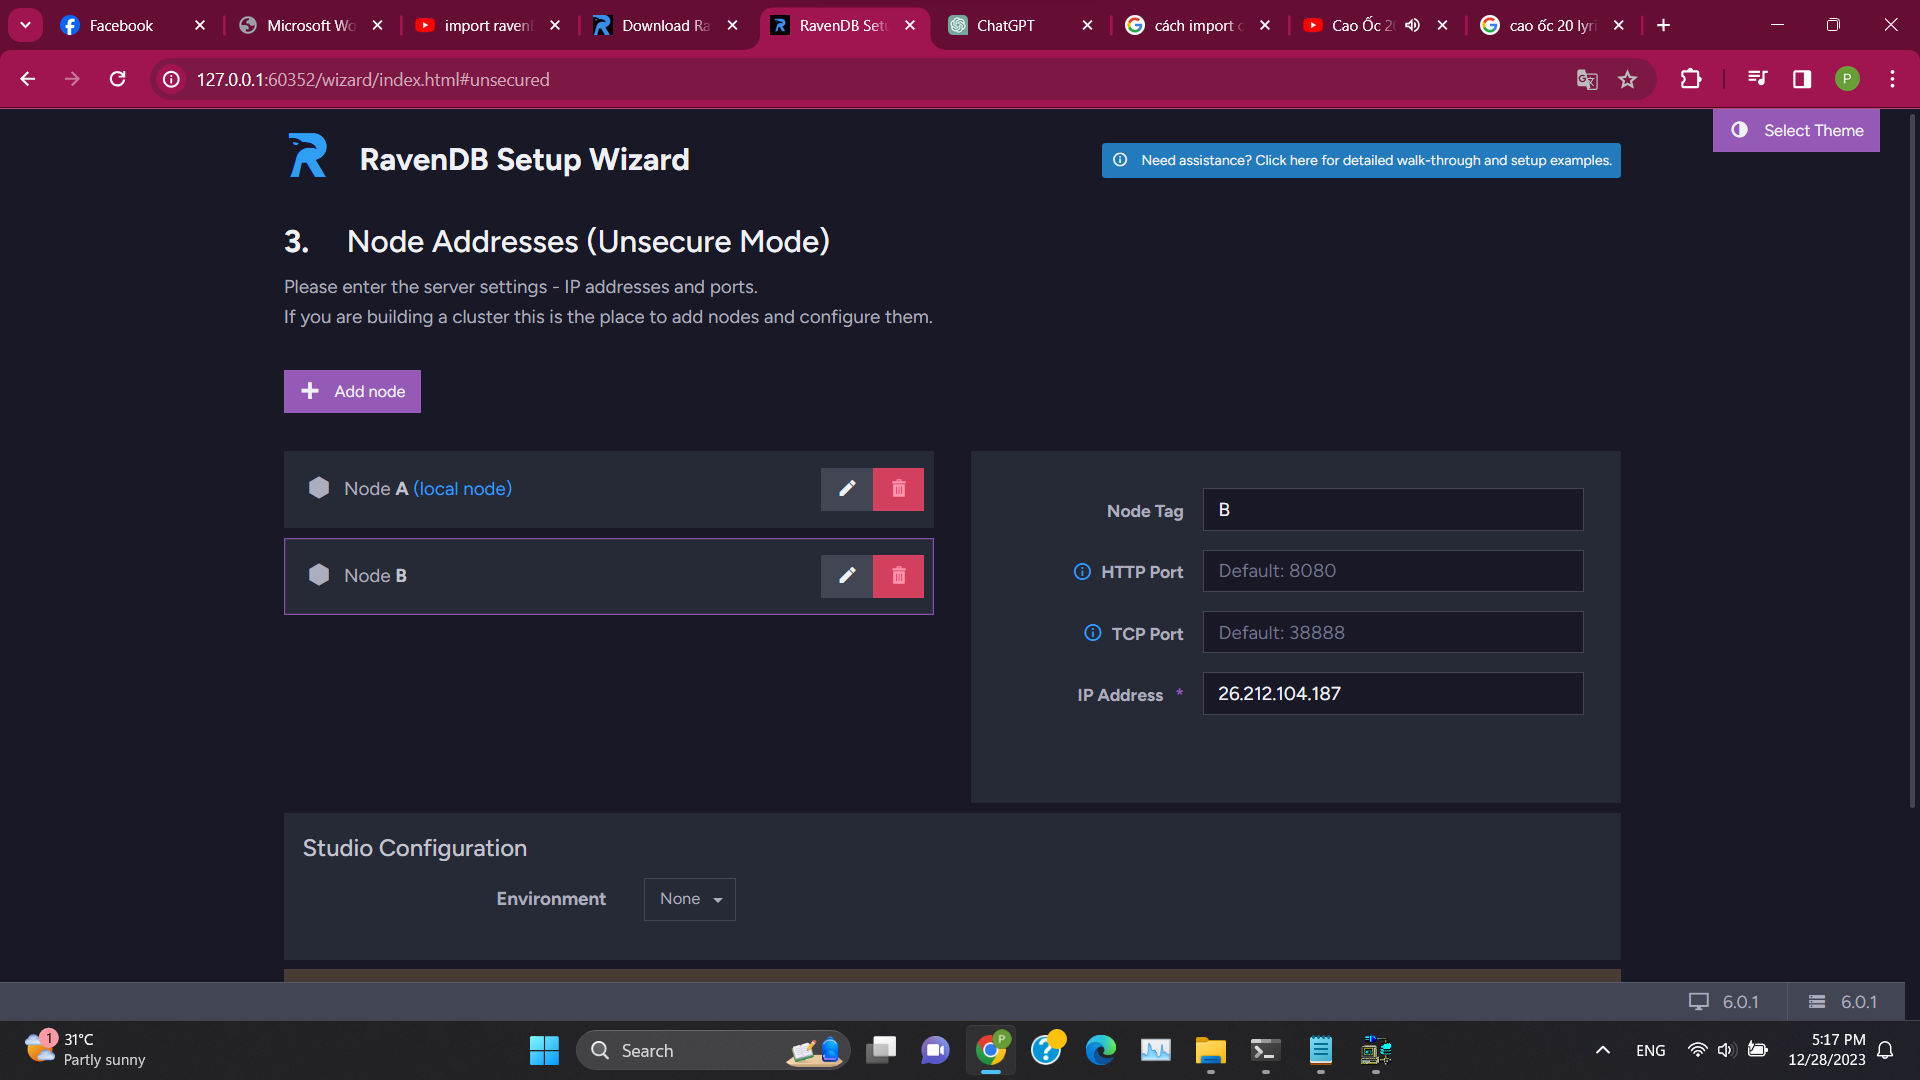 Facebook
Microsoft Wo
import raven
Download Ra
RavenDB Setu
ChatGPT
cách import c
Cao Ốc 20
cao ốc 20 lyri
127.0.0.1:60352/wizard/index.html#unsecured
P
Select Theme
RavenDB Setup Wizard
Need assistance? Click here for detailed walk-through and setup examples.
3. Node Addresses (Unsecure Mode)
Please enter the server settings - IP addresses and ports.
If you are building a cluster this is the place to add nodes and configure them.
Add node
Node A (local node)
Node B
Node Tag B
HTTP Port Default: 8080
TCP Port Default: 38888
IP Address * 26.212.104.187
Studio Configuration
Environment None
6.0.1 6.0.1
1
31°C
Partly sunny
Search
P
ENG
5:17 PM
12/28/2023